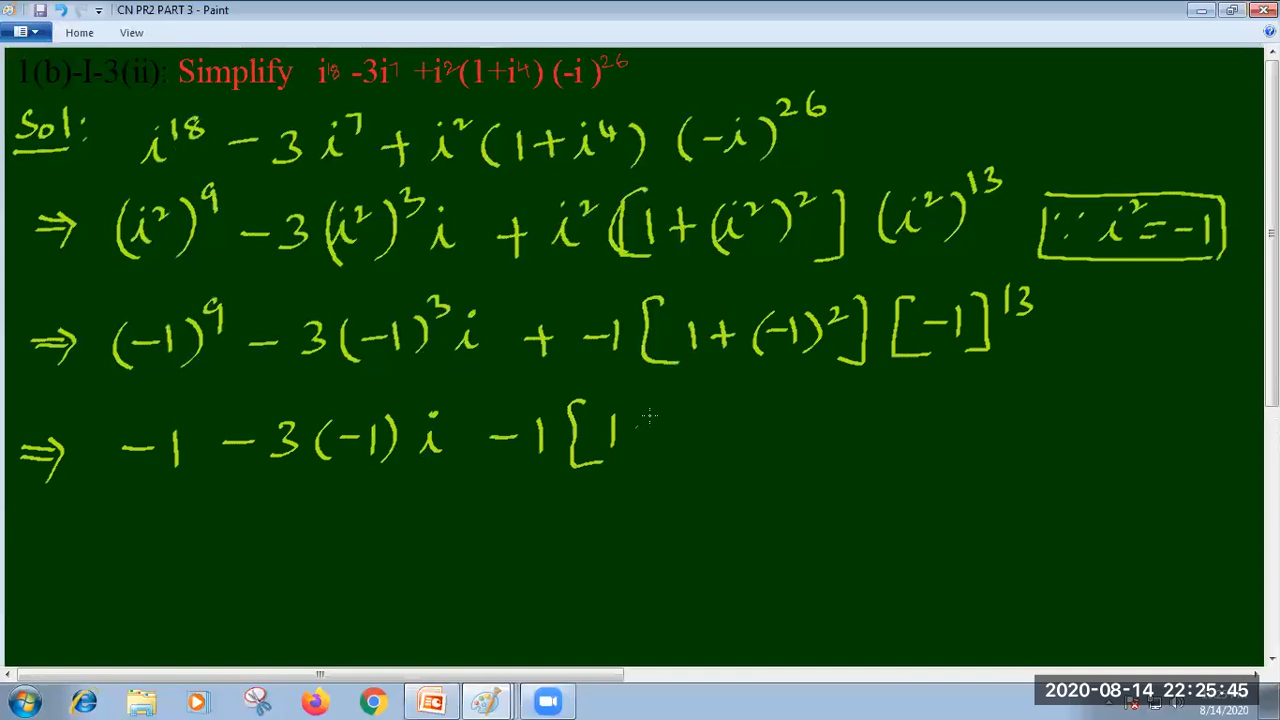 CN PR2 PART 3 - Paint
Home View
1(b)-I-3(ii): Simplify i¹⁸ -3i⁷ +i²(1+i⁴) (-i )²⁶
Sol: i¹⁸ - 3 i⁷ + i² (1+i⁴) (-i)²⁶
⇒ (i²)⁹ - 3(i²)³ i + i² ([1+(i²)²] (i²)¹³ ∵ i² = -1
⇒ (-1)⁹ - 3(-1)³ i + -1 [1+(-1)²] [-1]¹³
⇒ -1 - 3(-1) i -1 [1
2020-08-14 22:25:45
8/14/2020